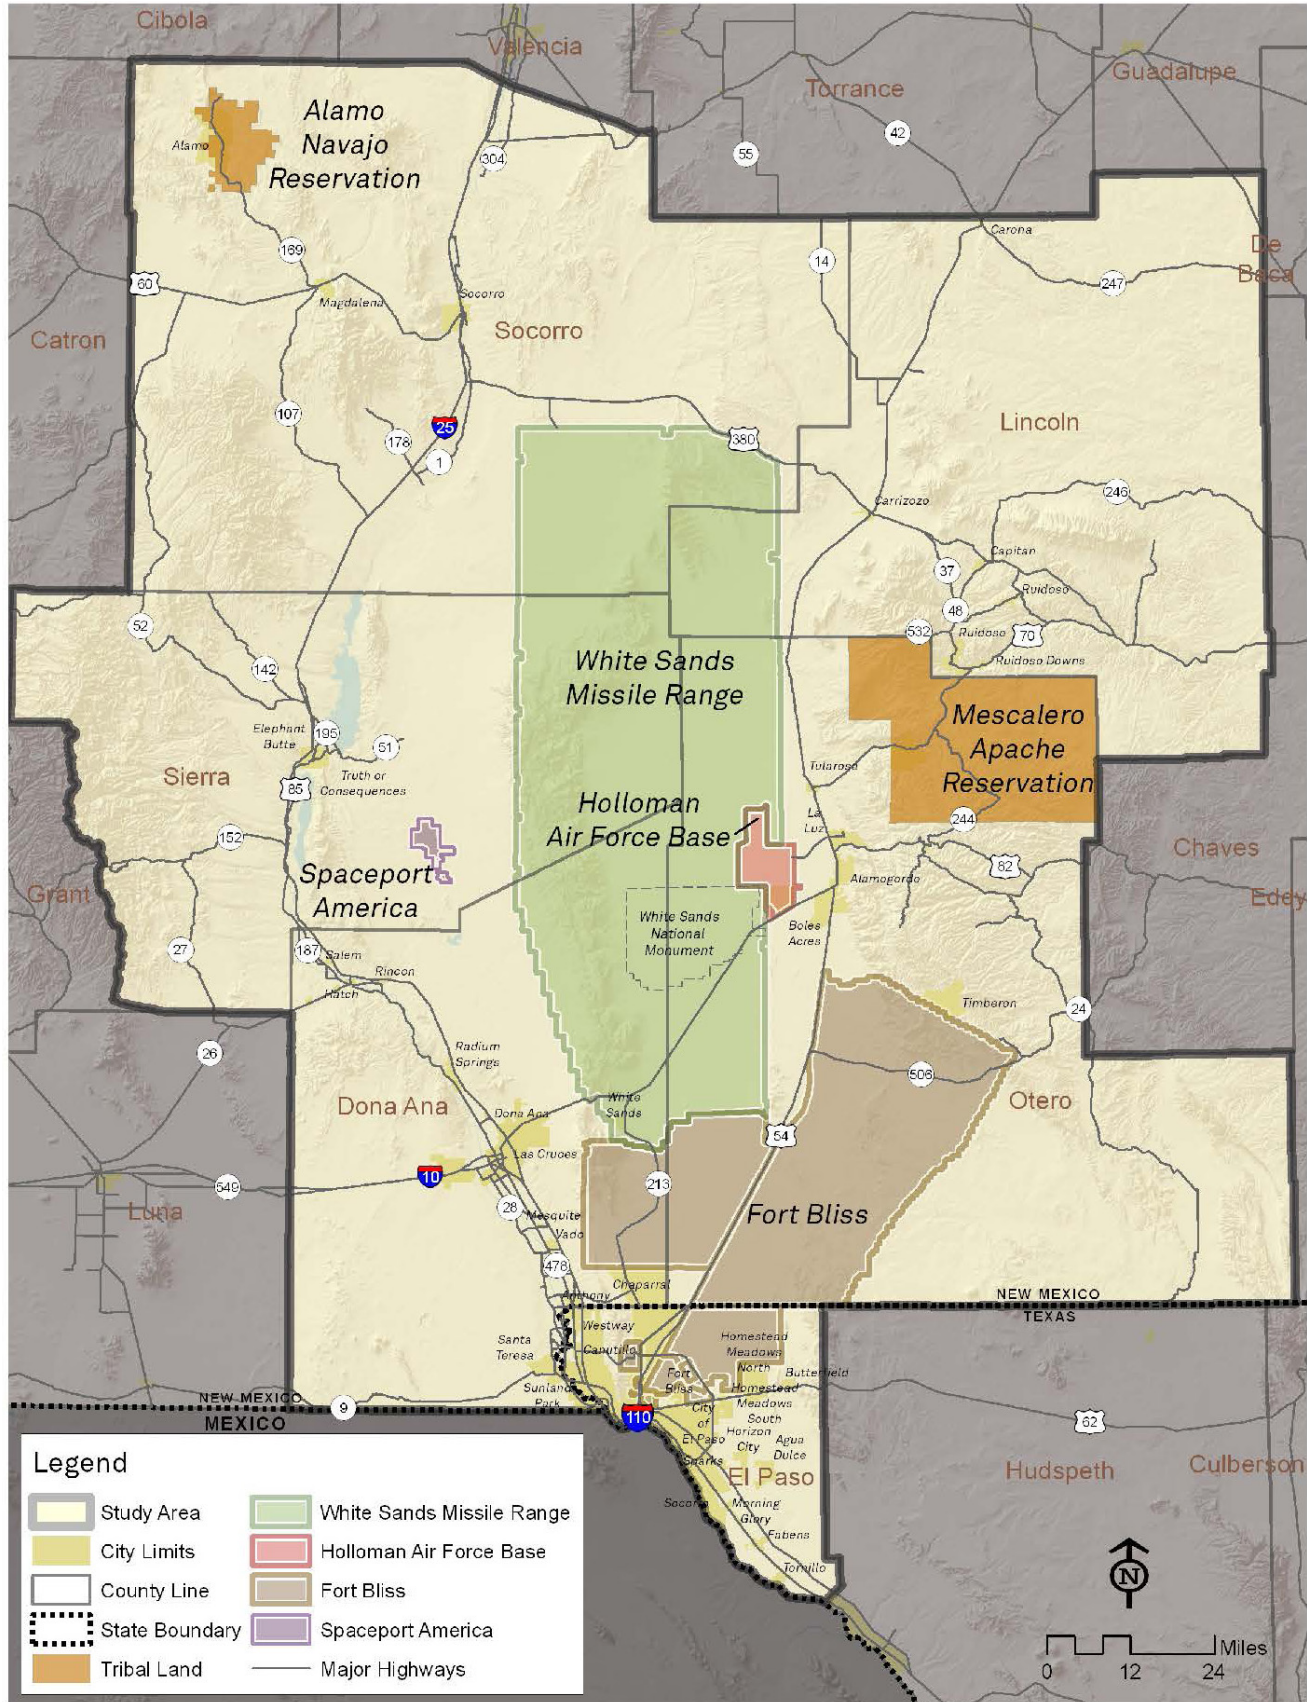 Cibola
Valencia
Torrance
Guadalupe
Alamo
Navajo
Reservation
Alamo
304
55
42
169
60
Magdalena
Socorro
Socorro
14
Carona
247
De
Baca
Catron
107
178
25
1
380
Lincoln
246
Carrizozo
Capitan
37
Ruidoso
48
532
Ruidoso
70
Ruidoso Downs
52
142
White Sands
Missile Range
Mescalero
Apache
Reservation
Elephant
Butte
195
51
Truth or
Consequences
85
Sierra
Tularosa
Holloman
Air Force Base
La
Luz
244
152
82
Chaves
Spaceport
America
Grant
Alamogordo
Eddy
White Sands
National
Monument
Boles
Acres
27
187
Salem
Rincon
Hatch
Timberon
24
26
Radium
Springs
506
Dona Ana
Dona Ana
White
Sands
Otero
54
Las Cruces
10
549
Luna
213
28
Mesquite
Vado
Fort Bliss
478
Chaparral
Anthony
NEW MEXICO
TEXAS
Westway
Santa
Teresa
Canutillo
Homestead
Meadows
North
Fort
Bliss
Butterfield
Sunland
Park
Homestead
Meadows
South
NEW MEXICO
MEXICO
9
110
City
of
El Paso
Horizon
City
Agua
Dulce
62
Sparks
El Paso
Hudspeth
Culberson
Socorro
Morning
Glory
Fabens
Tornillo
Legend
Study Area
City Limits
County Line
State Boundary
Tribal Land
White Sands Missile Range
Holloman Air Force Base
Fort Bliss
Spaceport America
Major Highways
N
Miles
0 12 24